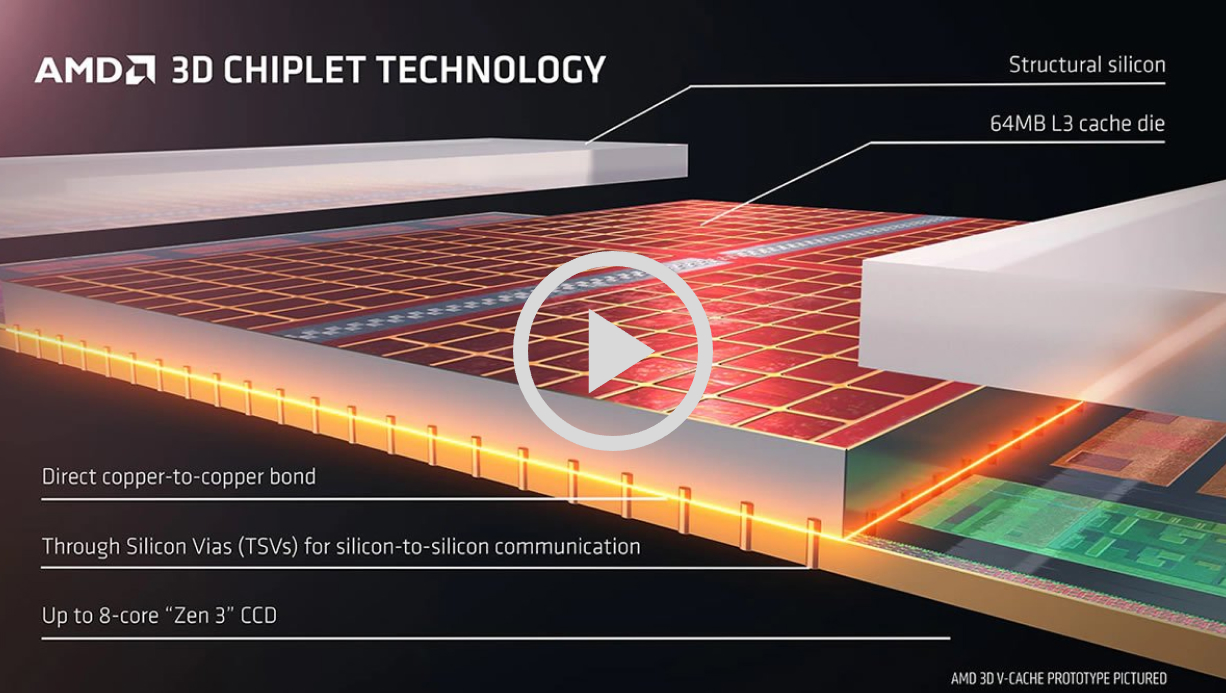 AMD 3D CHIPLET TECHNOLOGY
Structural silicon
64MB L3 cache die
Direct copper-to-copper bond
Through Silicon Vias (TSVs) for silicon-to-silicon communication
Up to 8-core “Zen 3” CCD
AMD 3D V-CACHE PROTOTYPE PICTURED